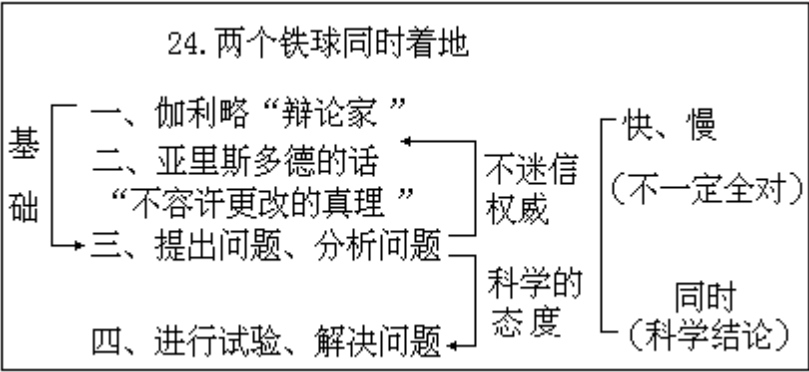 24.两个铁球同时着地
基础
一、伽利略“辩论家”
二、亚里斯多德的话
“不容许更改的真理”
三、提出问题、分析问题
四、进行试验、解决问题
不迷信
权威
科学的
态度
快、慢
(不一定全对)
同时
(科学结论)